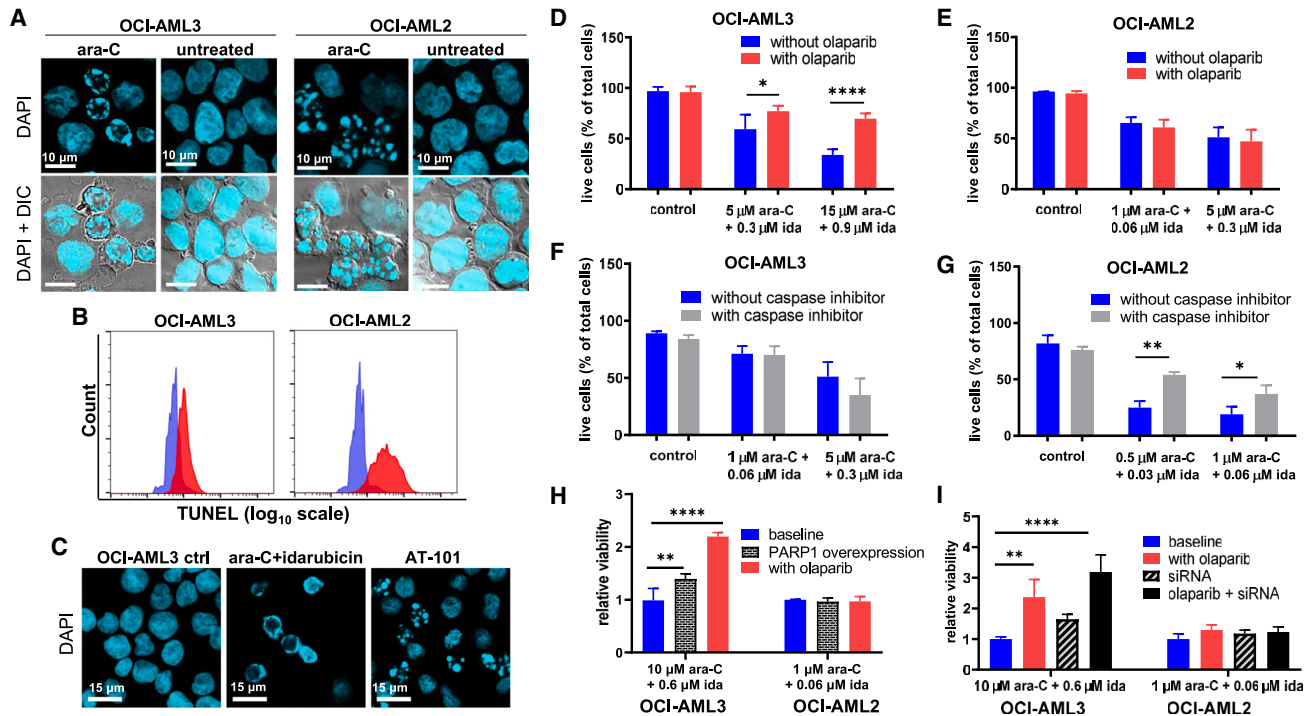 A
OCI-AML3
OCI-AML2
ara-C
untreated
ara-C
untreated
DAPI
10 µm
10 µm
10 µm
10 µm
DAPI + DIC
B
OCI-AML3
OCI-AML2
Count
TUNEL (log10 scale)
C
OCI-AML3 ctrl
ara-C+idarubicin
AT-101
DAPI
15 µm
15 µm
15 µm
D
OCI-AML3
live cells (% of total cells)
150
100
50
0
without olaparib
with olaparib
*
****
control
5 µM ara-C
+ 0.3 µM ida
15 µM ara-C
+ 0.9 µM ida
E
OCI-AML2
live cells (% of total cells)
150
100
50
0
without olaparib
with olaparib
control
1 µM ara-C +
0.06 µM ida
5 µM ara-C
+ 0.3 µM ida
F
OCI-AML3
live cells (% of total cells)
150
100
50
0
without caspase inhibitor
with caspase inhibitor
control
1 µM ara-C +
0.06 µM ida
5 µM ara-C
+ 0.3 µM ida
G
OCI-AML2
live cells (% of total cells)
150
100
50
0
without caspase inhibitor
with caspase inhibitor
**
*
control
0.5 µM ara-C
+ 0.03 µM ida
1 µM ara-C
+ 0.06 µM ida
H
relative viability
3
2
1
0
****
**
baseline
PARP1 overexpression
with olaparib
10 µM ara-C
+ 0.6 µM ida
1 µM ara-C
+ 0.06 µM ida
OCI-AML3
OCI-AML2
I
relative viability
5
4
3
2
1
0
****
**
baseline
with olaparib
siRNA
olaparib + siRNA
10 µM ara-C + 0.6 µM ida
1 µM ara-C + 0.06 µM ida
OCI-AML3
OCI-AML2